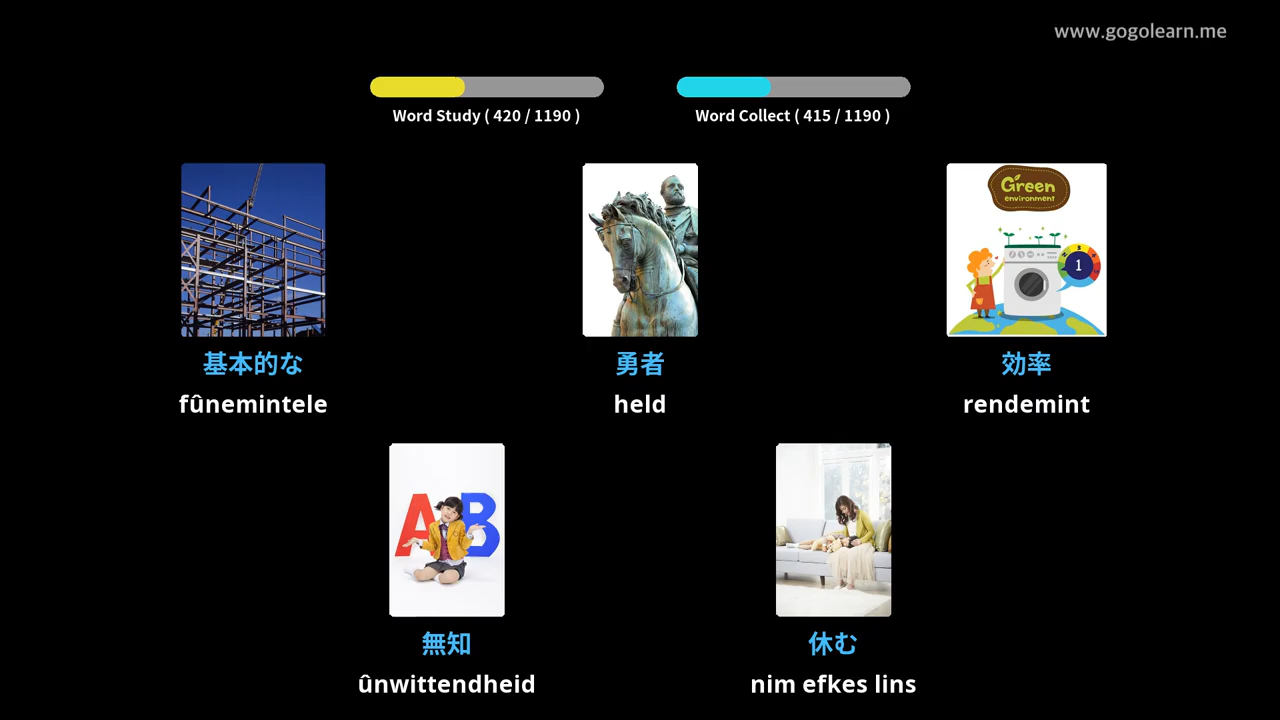 www.gogolearn.me
Word Study ( 420 / 1190 )
Word Collect ( 415 / 1190 )
Green
environment
1
基本的な
勇者
効率
fûnemintele
held
rendemint
A B
無知
休む
ûnwittendheid
nim efkes lins